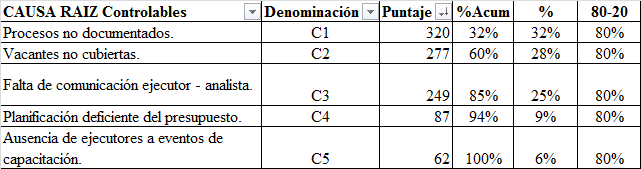 CAUSA RAIZ Controlables Denominación Puntaje %Acum % 80-20
Procesos no documentados. C1 320 32% 32% 80%
Vacantes no cubiertas. C2 277 60% 28% 80%
Falta de comunicación ejecutor - analista. C3 249 85% 25% 80%
Planificación deficiente del presupuesto. C4 87 94% 9% 80%
Ausencia de ejecutores a eventos de
capacitación. C5 62 100% 6% 80%